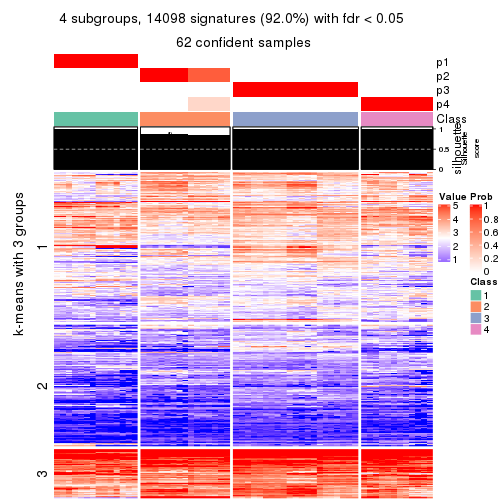 4 subgroups, 14098 signatures (92.0%) with fdr < 0.05
62 confident samples
p1
p2
p3
p4
Class
silhouette
Silhouette
score
1
0.5
0
k-means with 3 groups
1
2
3
Value
5
4
3
2
1
Prob
1
0.8
0.6
0.4
0.2
0
Class
1
2
3
4